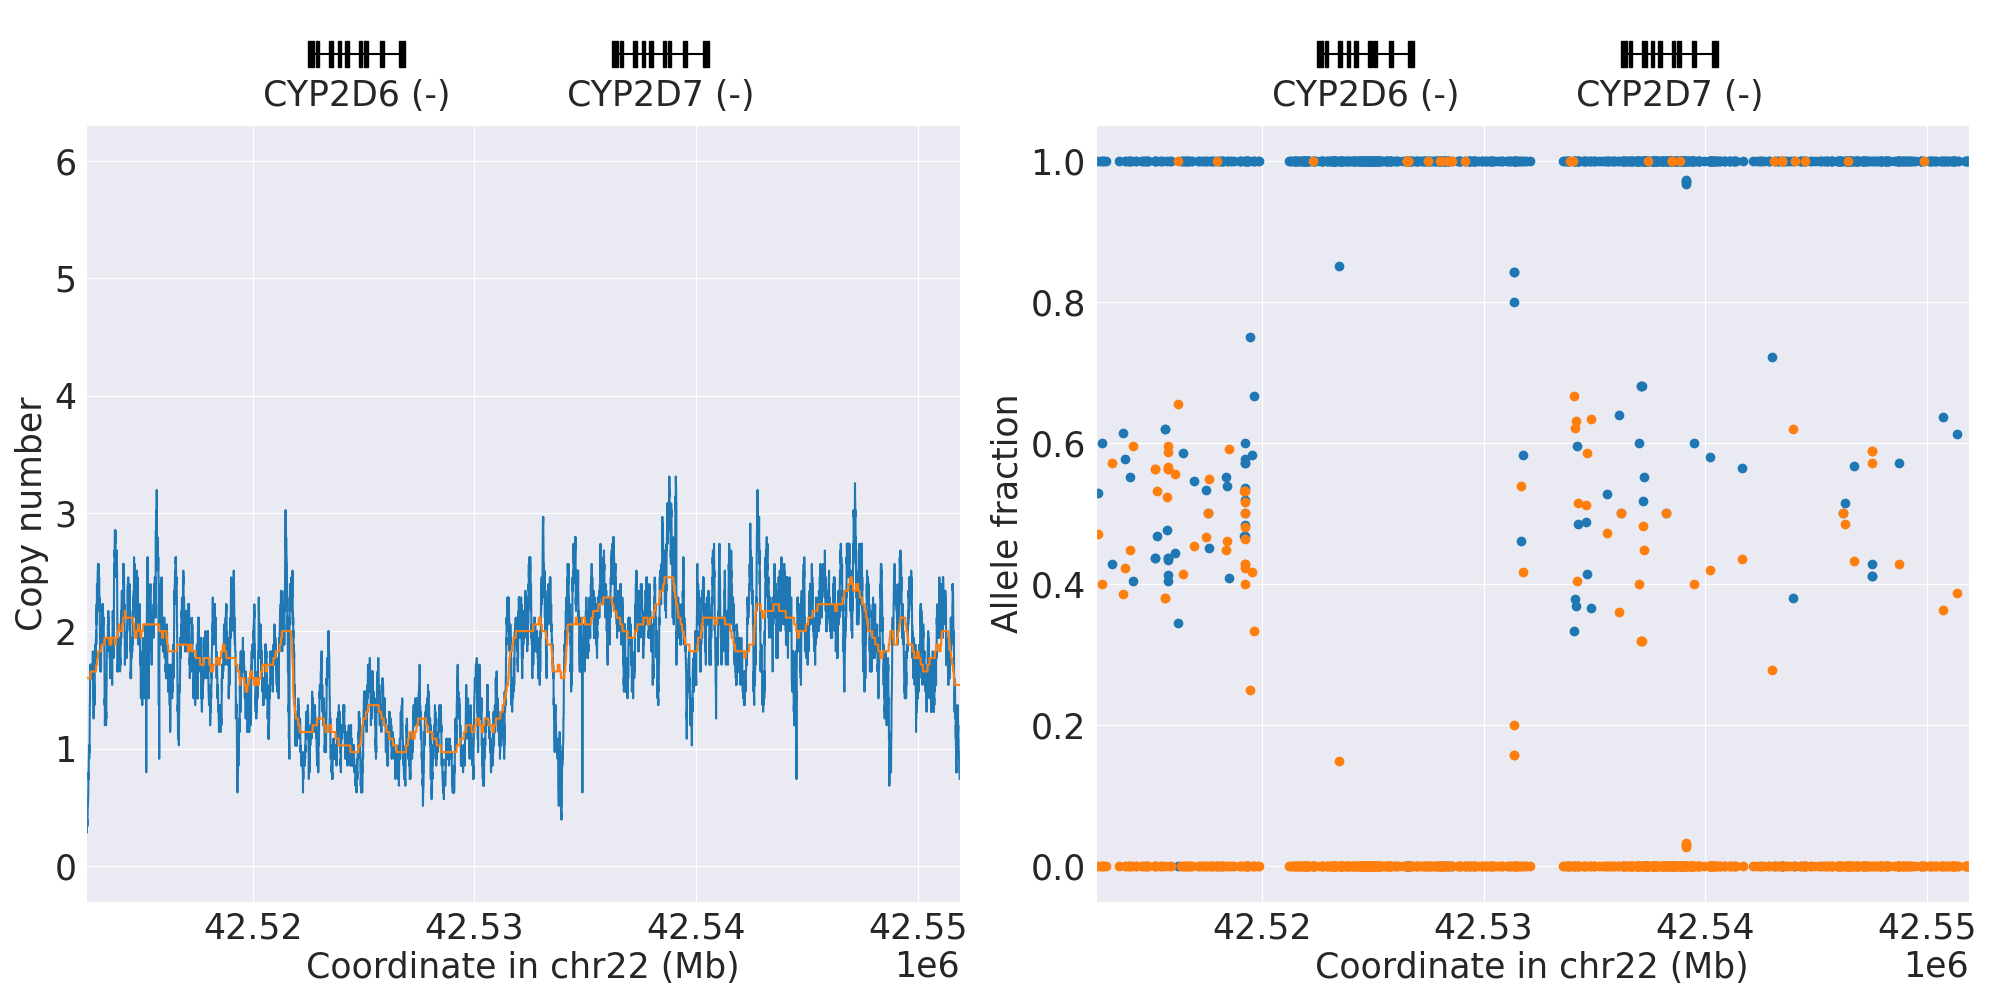 CYP2D6 (-) CYP2D7 (-)
6
5
4
3
2
1
0
Copy number
42.52 42.53 42.54 42.55
Coordinate in chr22 (Mb) 1e6
CYP2D6 (-) CYP2D7 (-)
1.0
0.8
0.6
0.4
0.2
0.0
Allele fraction
42.52 42.53 42.54 42.55
Coordinate in chr22 (Mb) 1e6